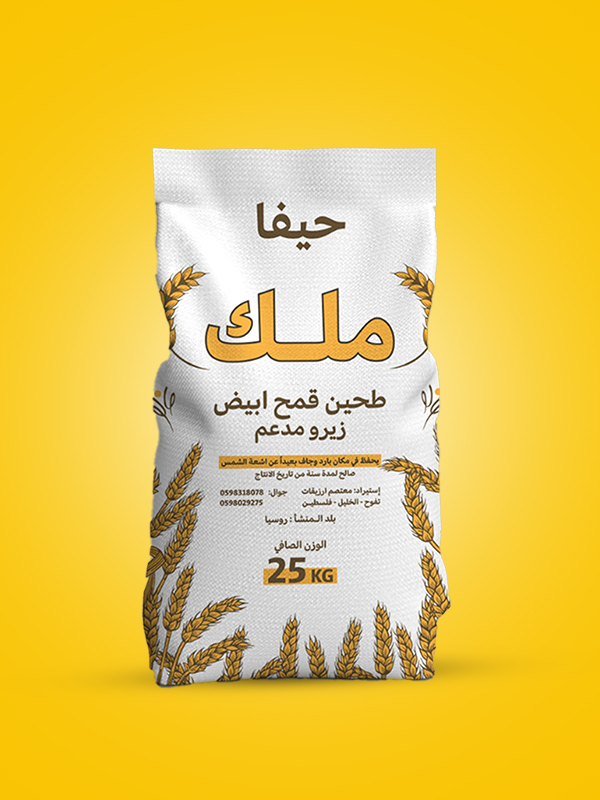 حيفا
ملك
طحين قمح ابيض
زيرو مدعم
يحفظ في مكان بارد وجاف بعيداً عن اشعة الشمس
صالح لمدة سنة من تاريخ الانتاج
إستيراد: معتصم ارزيقات جوال: 0598318078
تفوح - الخليل - فلسطين 0598029275
بلد المنشأ : روسيا
الوزن الصافي
25 KG